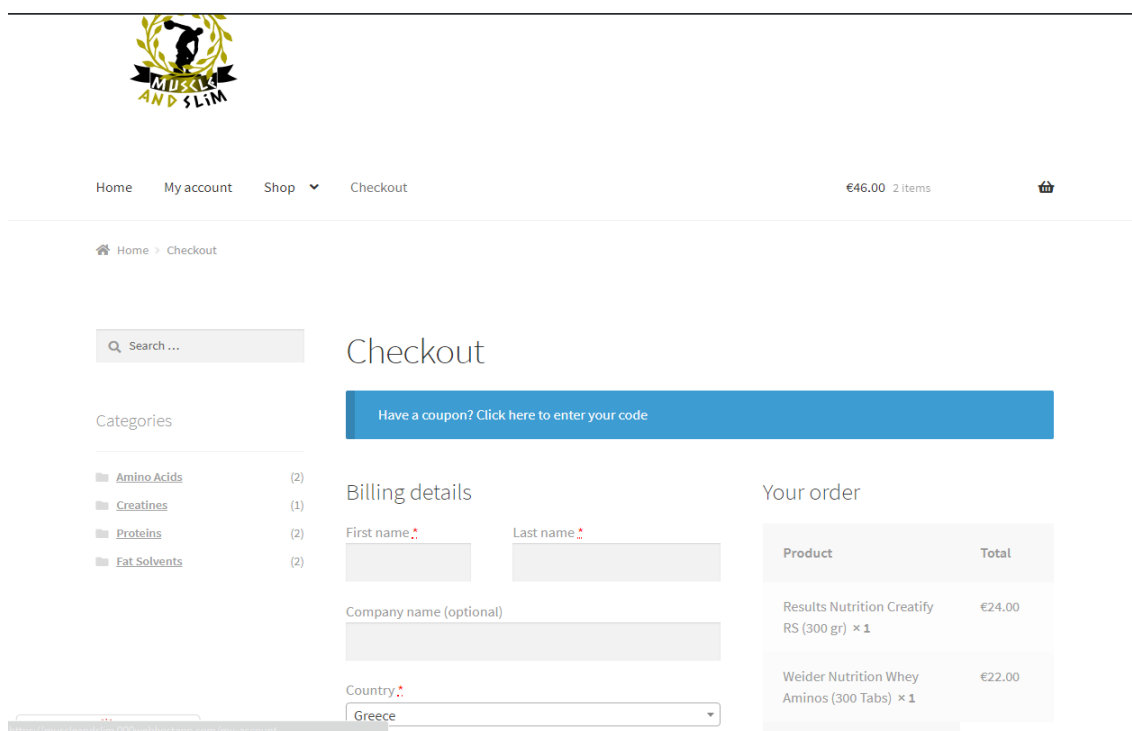 MUSCLE
AND SLIM
Home My account Shop Checkout €46.00 2 items
Home > Checkout
Search …
Checkout
Have a coupon? Click here to enter your code
Categories
Amino Acids (2)
Creatines (1)
Proteins (2)
Fat Solvents (2)
Billing details
First name * Last name *
Company name (optional)
Country *
Greece
Your order
Product Total
Results Nutrition Creatify €24.00
RS (300 gr) × 1
Weider Nutrition Whey €22.00
Aminos (300 Tabs) × 1